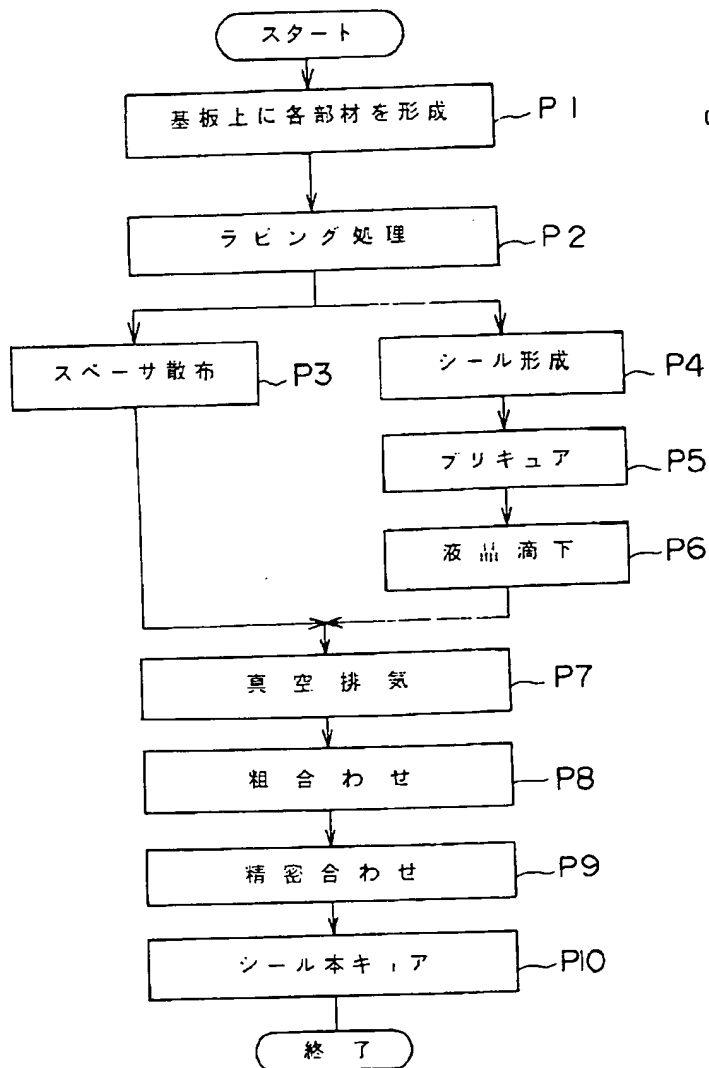 スタート
基板上に各部材を形成
P1
ラビング処理
P2
スペーサ散布
P3
シール形成
P4
プリキュア
P5
液晶滴下
P6
真空排気
P7
粗合わせ
P8
精密合わせ
P9
シール本キュア
P10
終了